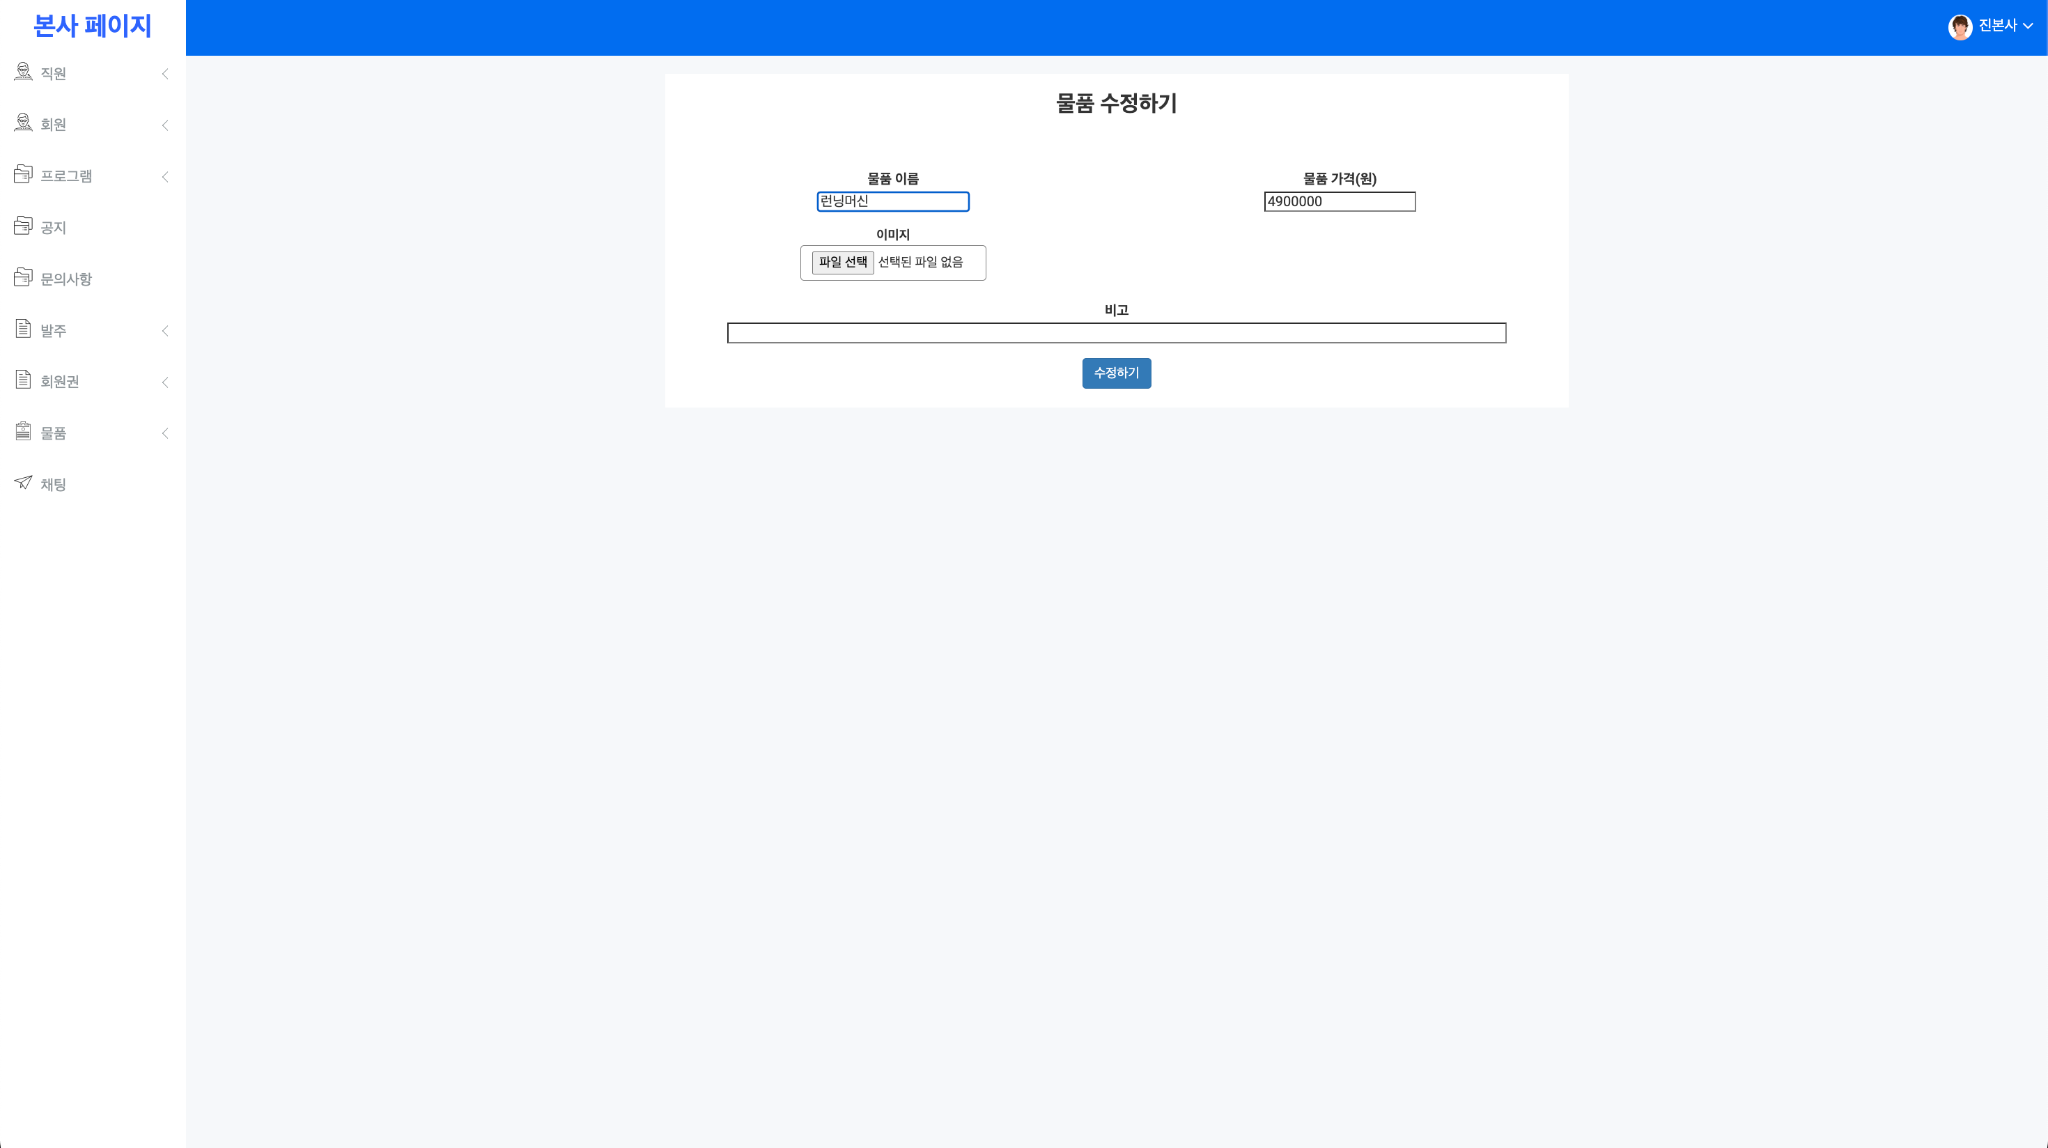 본사 페이지
진본사
직원
회원
프로그램
공지
문의사항
발주
회원권
물품
채팅
물품 수정하기
물품 이름
물품 가격(원)
런닝머신
4900000
이미지
파일 선택 선택된 파일 없음
비고
수정하기